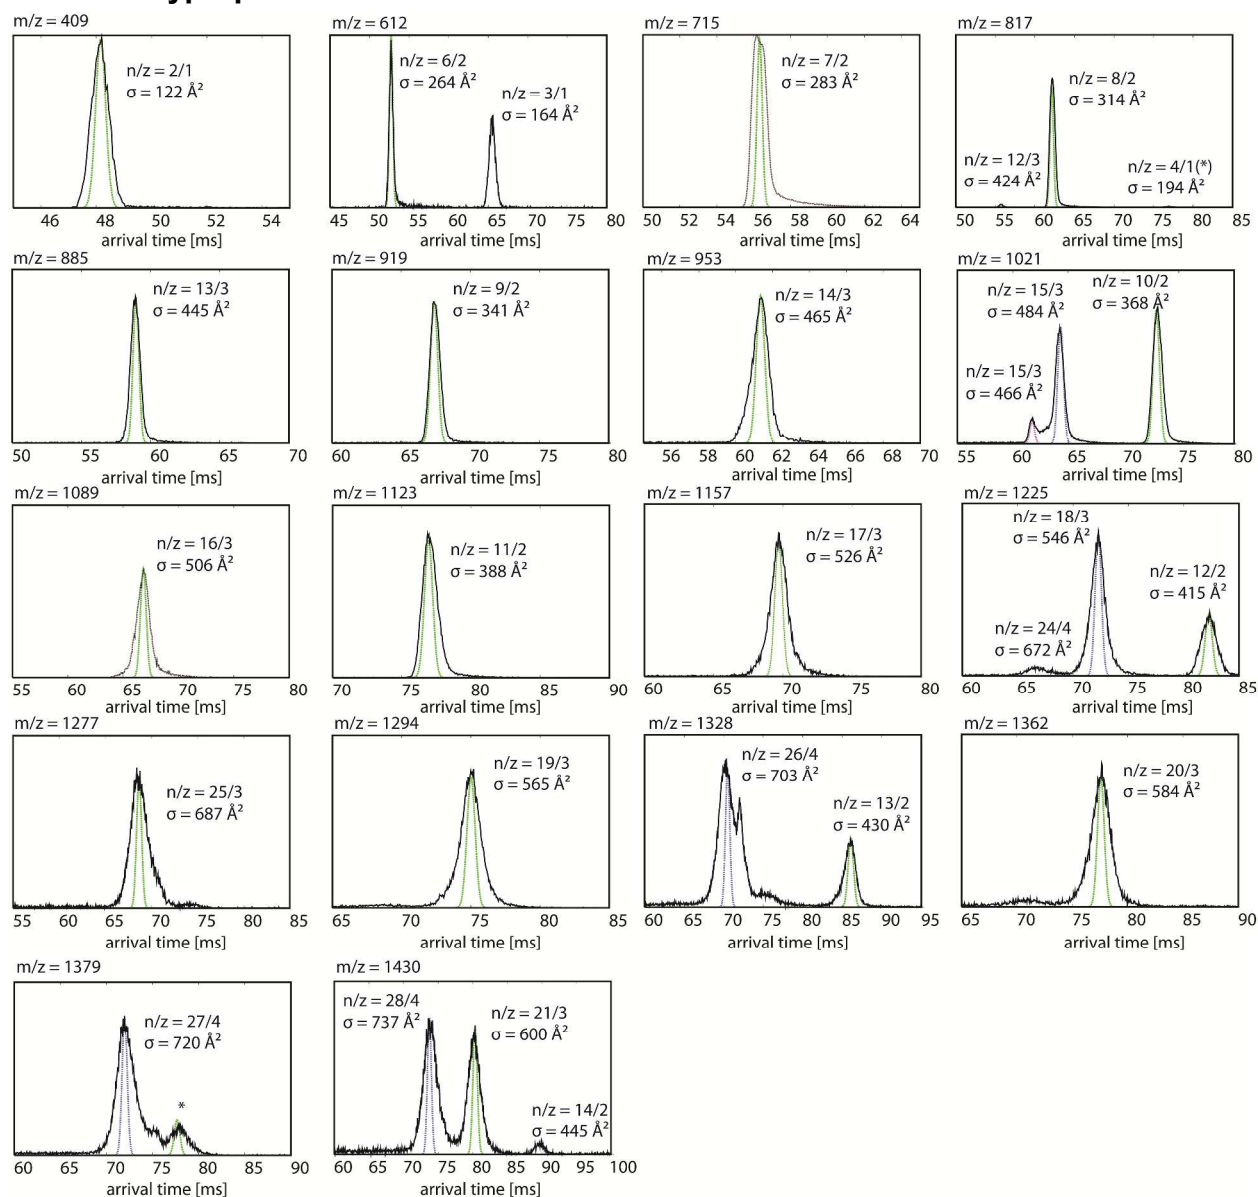 m/z = 409
n/z = 2/1
σ = 122 Å²
46 48 50 52 54
arrival time [ms]
m/z = 612
n/z = 6/2
σ = 264 Å²
n/z = 3/1
σ = 164 Å²
45 50 55 60 65 70 75 80
arrival time [ms]
m/z = 715
n/z = 7/2
σ = 283 Å²
50 52 54 56 58 60 62 64
arrival time [ms]
m/z = 817
n/z = 8/2
σ = 314 Å²
n/z = 12/3
σ = 424 Å²
n/z = 4/1(*)
σ = 194 Å²
50 55 60 65 70 75 80 85
arrival time [ms]
m/z = 885
n/z = 13/3
σ = 445 Å²
50 55 60 65 70
arrival time [ms]
m/z = 919
n/z = 9/2
σ = 341 Å²
60 65 70 75 80
arrival time [ms]
m/z = 953
n/z = 14/3
σ = 465 Å²
56 58 60 62 64 66 68 70
arrival time [ms]
m/z = 1021
n/z = 15/3
σ = 484 Å²
n/z = 10/2
σ = 368 Å²
n/z = 15/3
σ = 466 Å²
55 60 65 70 75 80
arrival time [ms]
m/z = 1089
n/z = 16/3
σ = 506 Å²
55 60 65 70 75 80
arrival time [ms]
m/z = 1123
n/z = 11/2
σ = 388 Å²
70 75 80 85 90
arrival time [ms]
m/z = 1157
n/z = 17/3
σ = 526 Å²
60 65 70 75 80
arrival time [ms]
m/z = 1225
n/z = 18/3
σ = 546 Å²
n/z = 12/2
σ = 415 Å²
n/z = 24/4
σ = 672 Å²
60 65 70 75 80 85
arrival time [ms]
m/z = 1277
n/z = 25/3
σ = 687 Å²
55 60 65 70 75 80 85
arrival time [ms]
m/z = 1294
n/z = 19/3
σ = 565 Å²
65 70 75 80 85
arrival time [ms]
m/z = 1328
n/z = 26/4
σ = 703 Å²
n/z = 13/2
σ = 430 Å²
60 65 70 75 80 85 90 95
arrival time [ms]
m/z = 1362
n/z = 20/3
σ = 584 Å²
65 70 75 80 85 90
arrival time [ms]
m/z = 1379
n/z = 27/4
σ = 720 Å²
*
60 65 70 75 80 85 90
arrival time [ms]
m/z = 1430
n/z = 28/4
σ = 737 Å²
n/z = 21/3
σ = 600 Å²
n/z = 14/2
σ = 445 Å²
60 65 70 75 80 85 90 95 100
arrival time [ms]